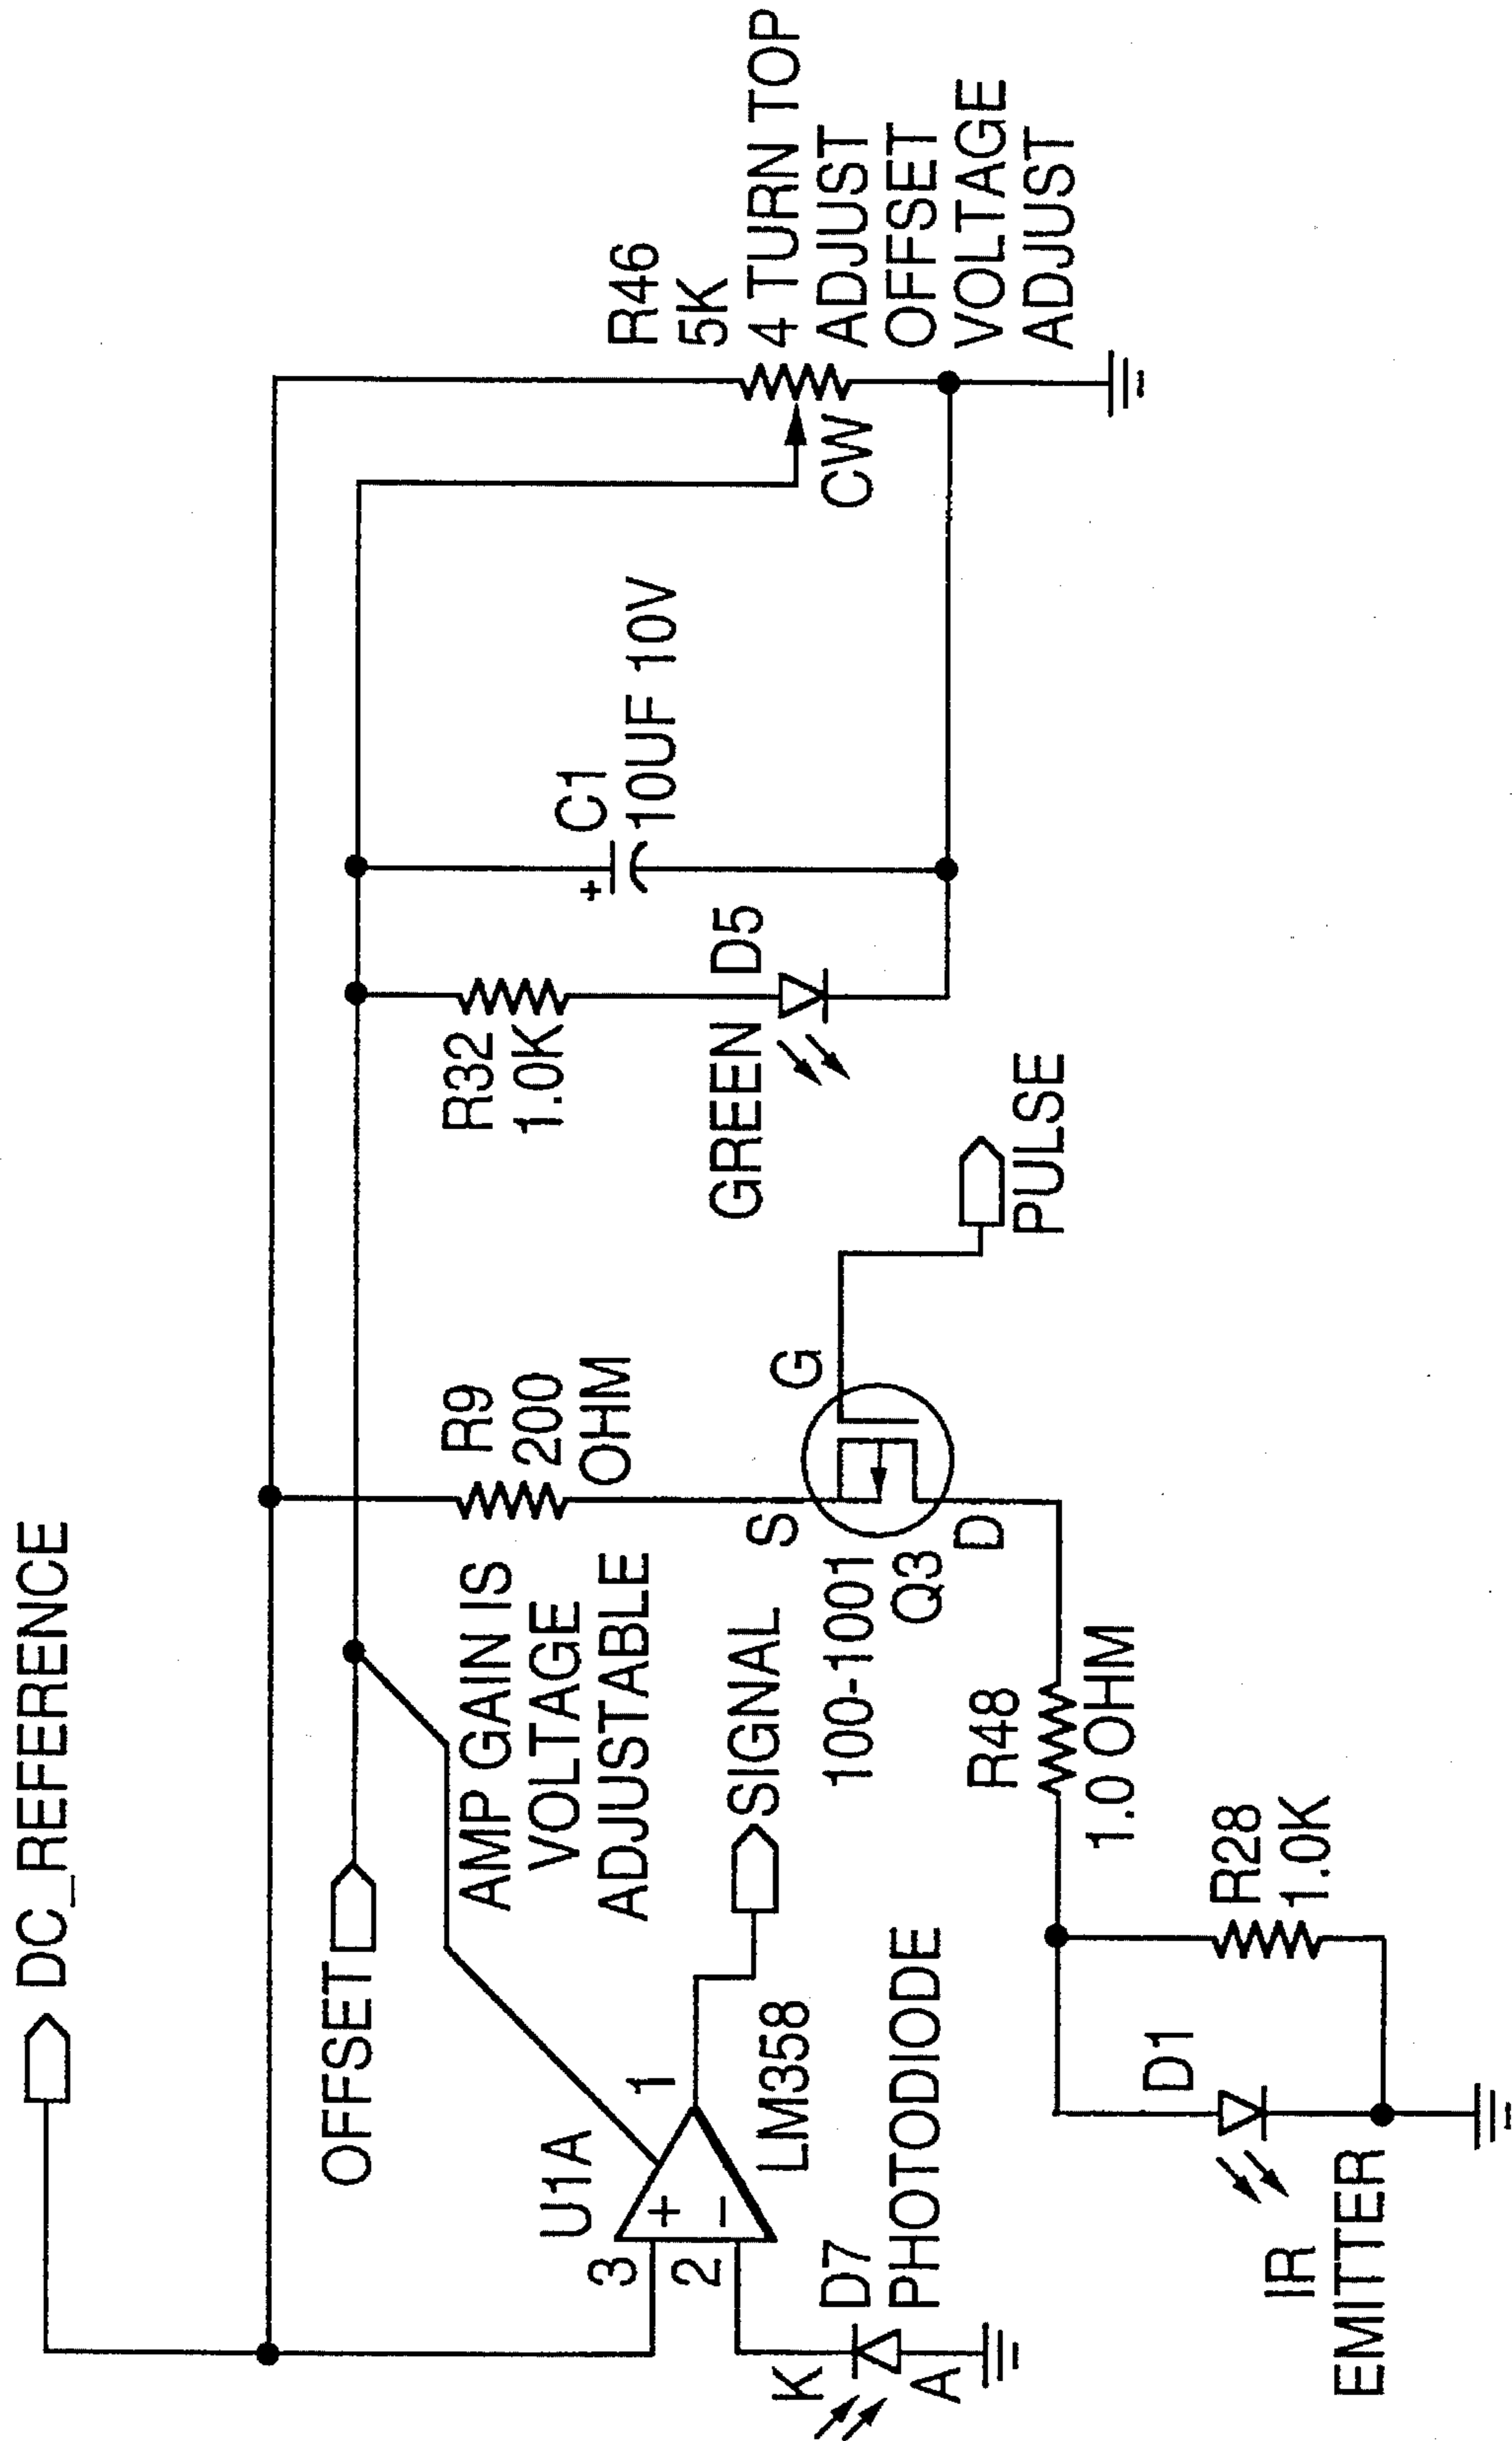 DC_REFERENCE
OFFSET
AMP GAIN IS
VOLTAGE
ADJUSTABLE
R9
200
OHM
R32
1.0K
C1
10UF 10V
+
R46
5K
4 TURN TOP
ADJUST
OFFSET
VOLTAGE
ADJUST
CW
GREEN D5
U1A
3
+
2
−
1
LM358
SIGNAL
D7
PHOTODIODE
K
A
S
G
D
100-1001
Q3
PULSE
R48
1.0 OHM
R28
1.0K
D1
IR
EMITTER